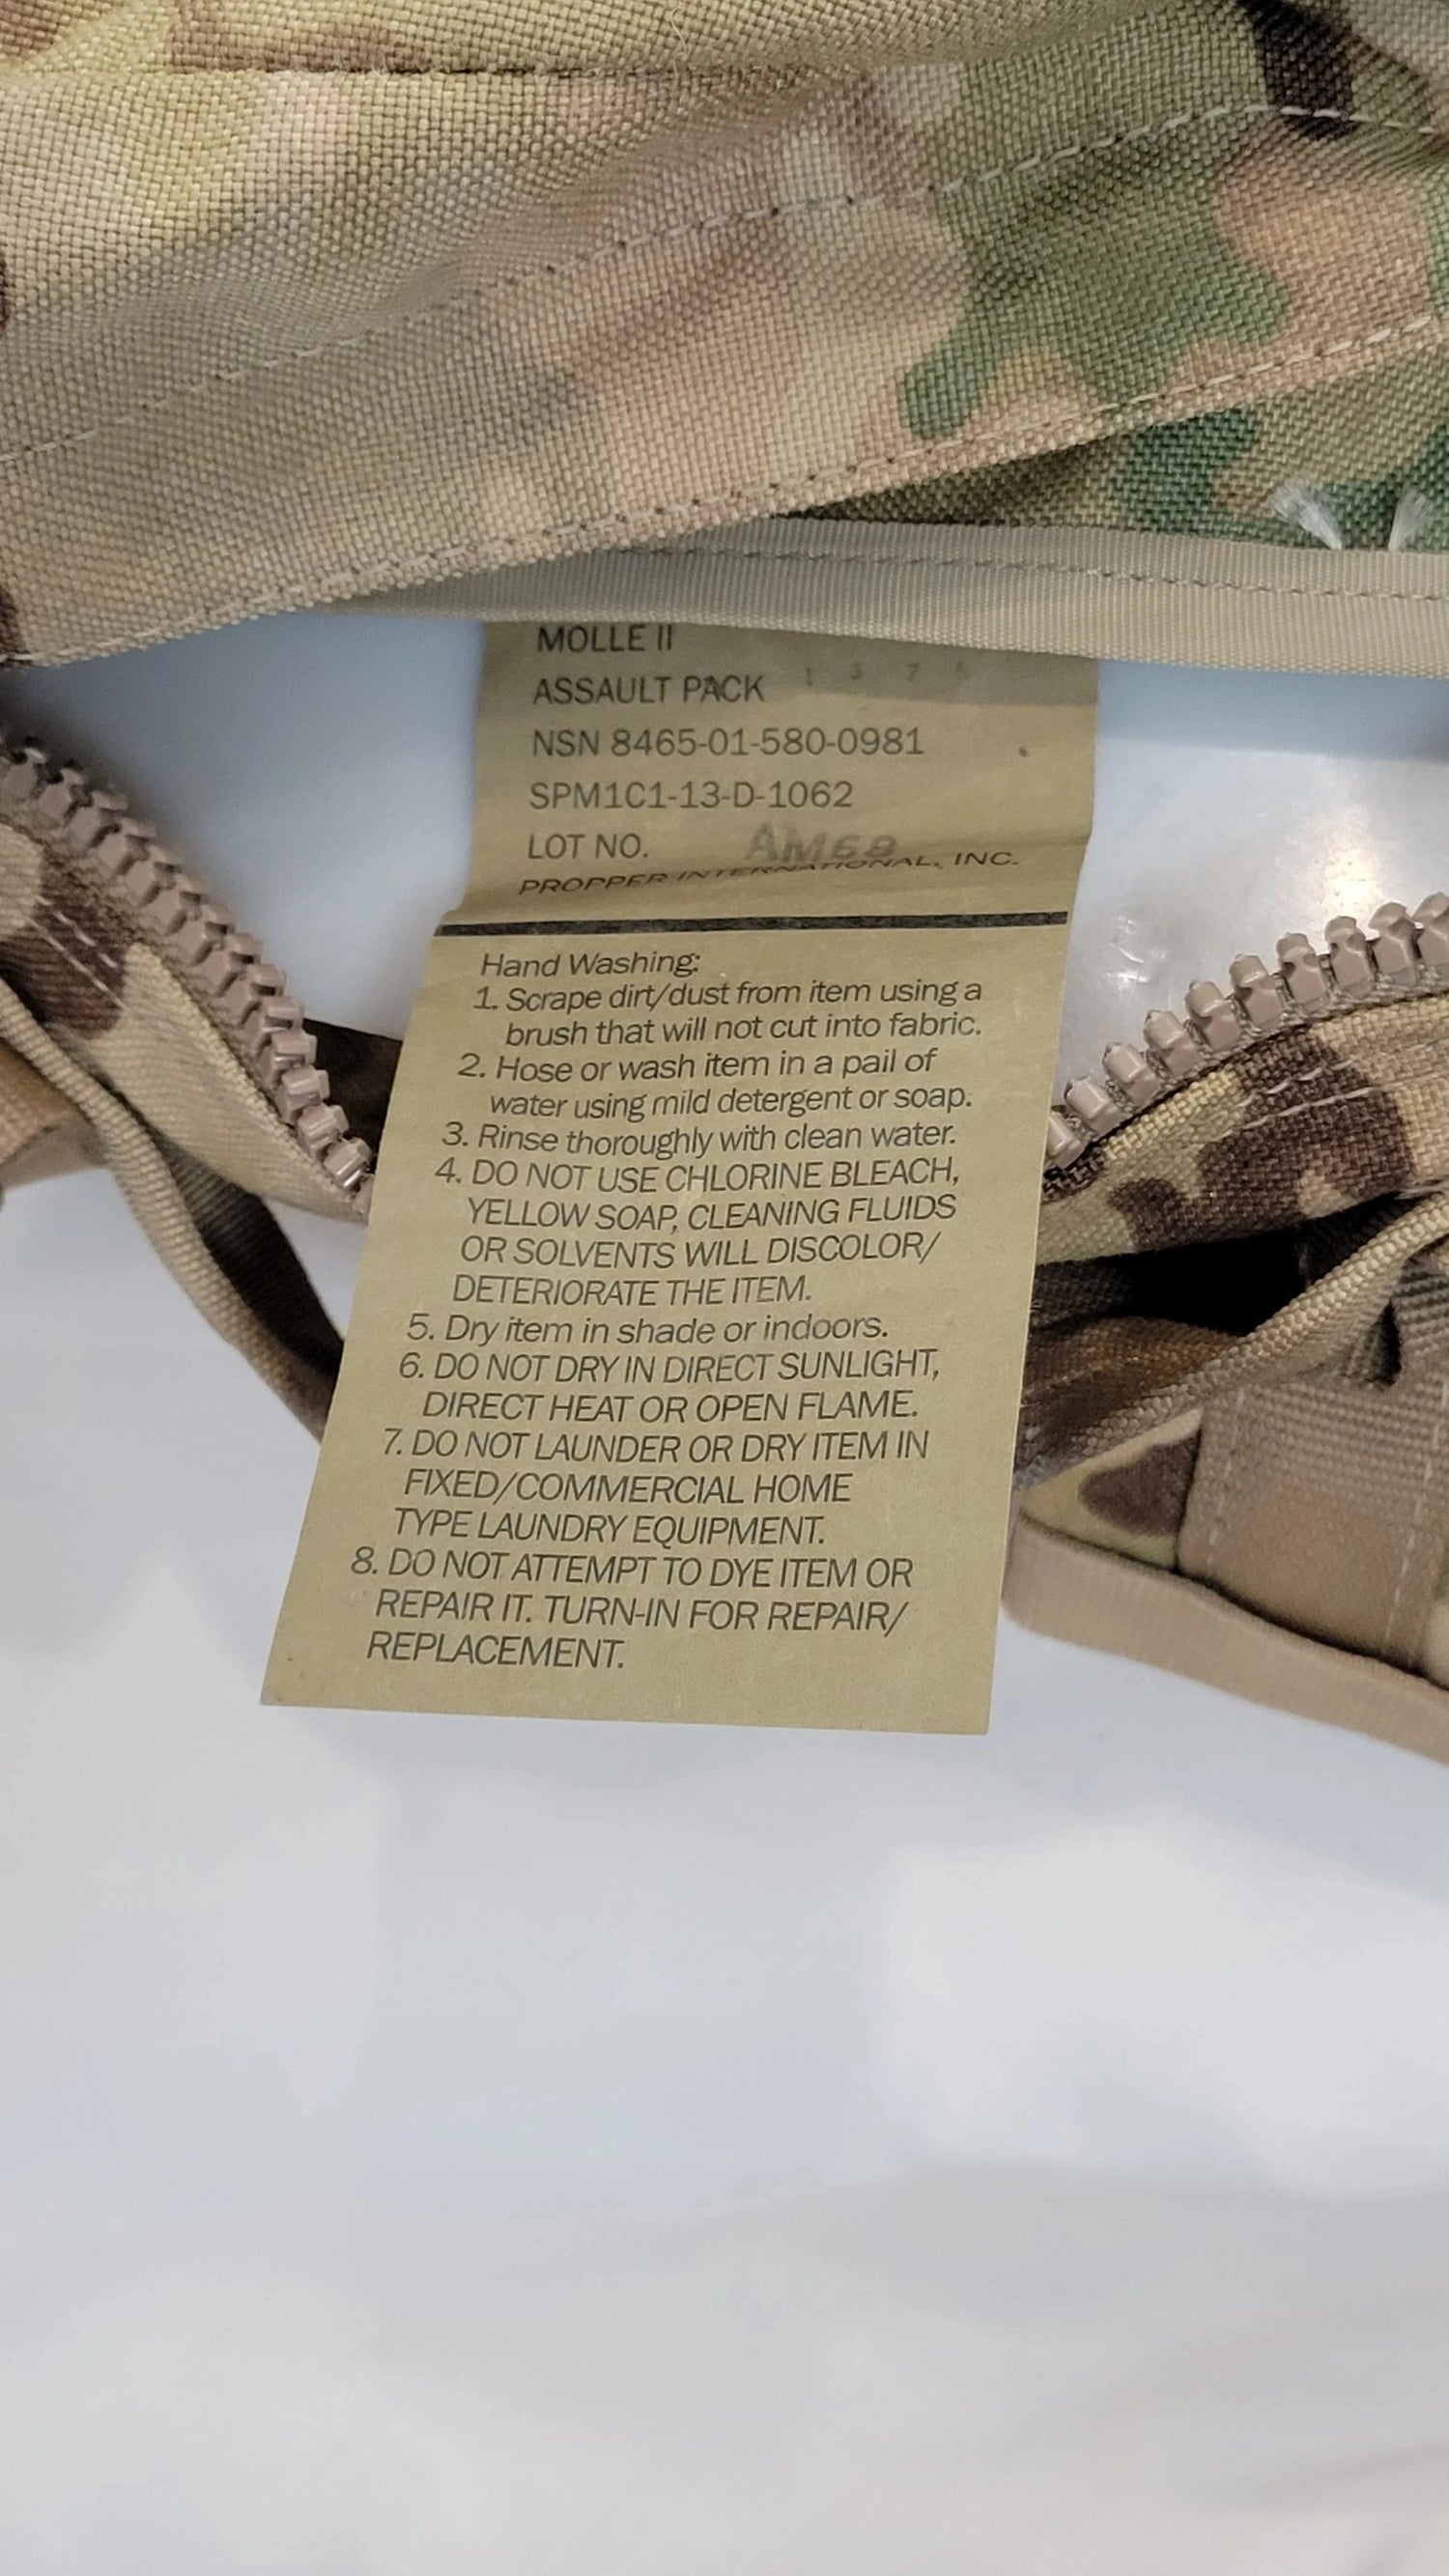 MOLLE II
ASSAULT PACK
NSN 8465-01-580-0981
SPM1C1-13-D-1062
LOT NO. AM68
PROPPER INTERNATIONAL, INC.
Hand Washing:
1. Scrape dirt/dust from item using a
brush that will not cut into fabric.
2. Hose or wash item in a pail of
water using mild detergent or soap.
3. Rinse thoroughly with clean water.
4. DO NOT USE CHLORINE BLEACH,
YELLOW SOAP, CLEANING FLUIDS
OR SOLVENTS WILL DISCOLOR/
DETERIORATE THE ITEM.
5. Dry item in shade or indoors.
6. DO NOT DRY IN DIRECT SUNLIGHT,
DIRECT HEAT OR OPEN FLAME.
7. DO NOT LAUNDER OR DRY ITEM IN
FIXED/COMMERCIAL HOME
TYPE LAUNDRY EQUIPMENT.
8. DO NOT ATTEMPT TO DYE ITEM OR
REPAIR IT. TURN-IN FOR REPAIR/
REPLACEMENT.